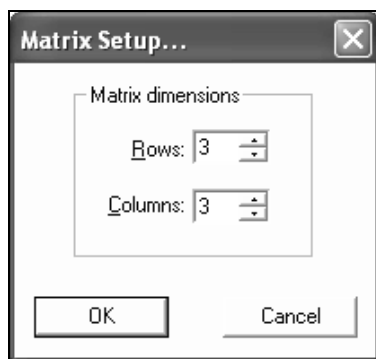 Matrix Setup...
Matrix dimensions
Rows: 3
Columns: 3
OK Cancel